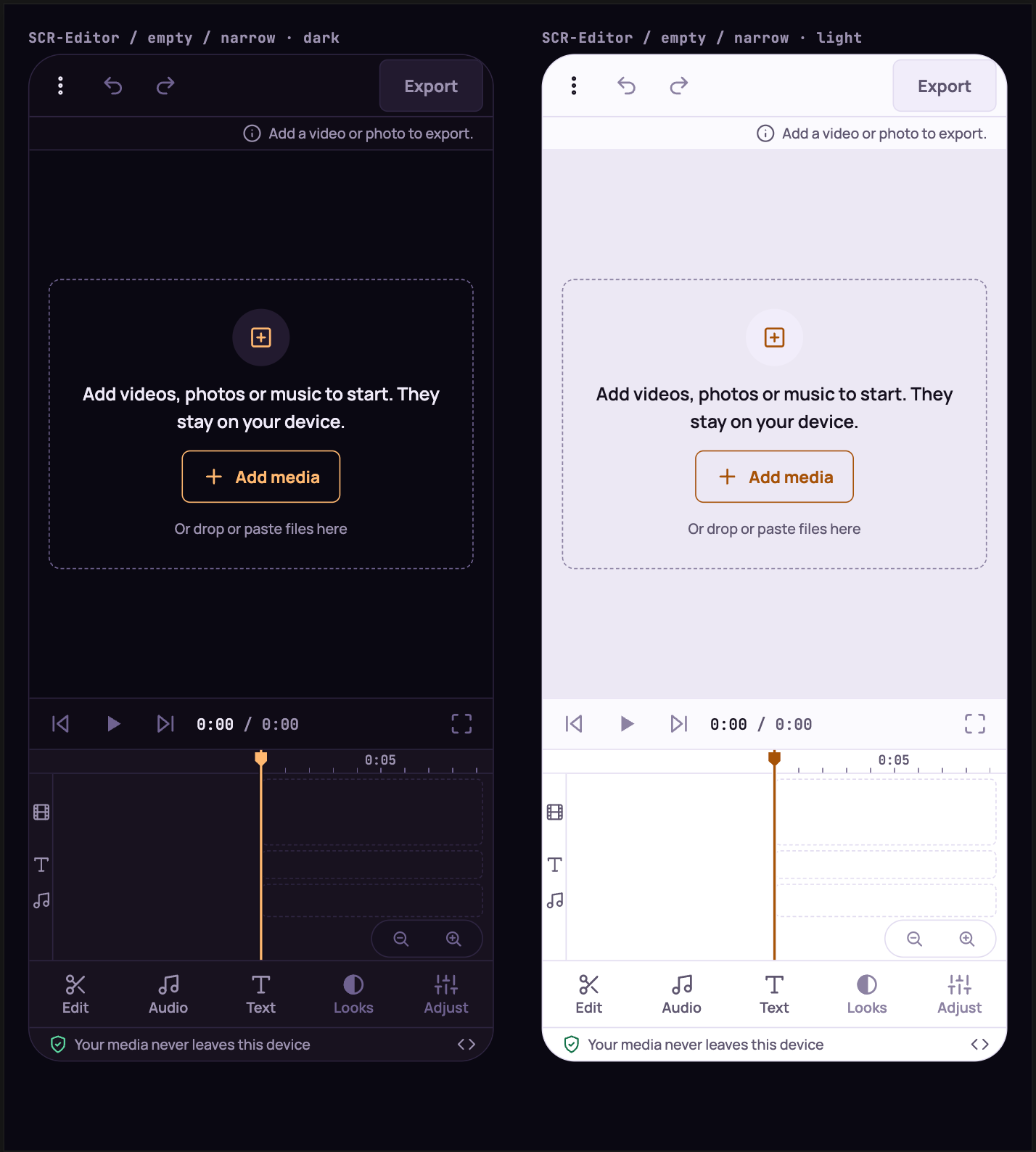 SCR-Editor / empty / narrow · dark
Export
Add a video or photo to export.
Add videos, photos or music to start. They
stay on your device.
Add media
Or drop or paste files here
0:00 / 0:00
0:05
Edit
Audio
Text
Looks
Adjust
Your media never leaves this device
SCR-Editor / empty / narrow · light
Export
Add a video or photo to export.
Add videos, photos or music to start. They
stay on your device.
Add media
Or drop or paste files here
0:00 / 0:00
0:05
Edit
Audio
Text
Looks
Adjust
Your media never leaves this device